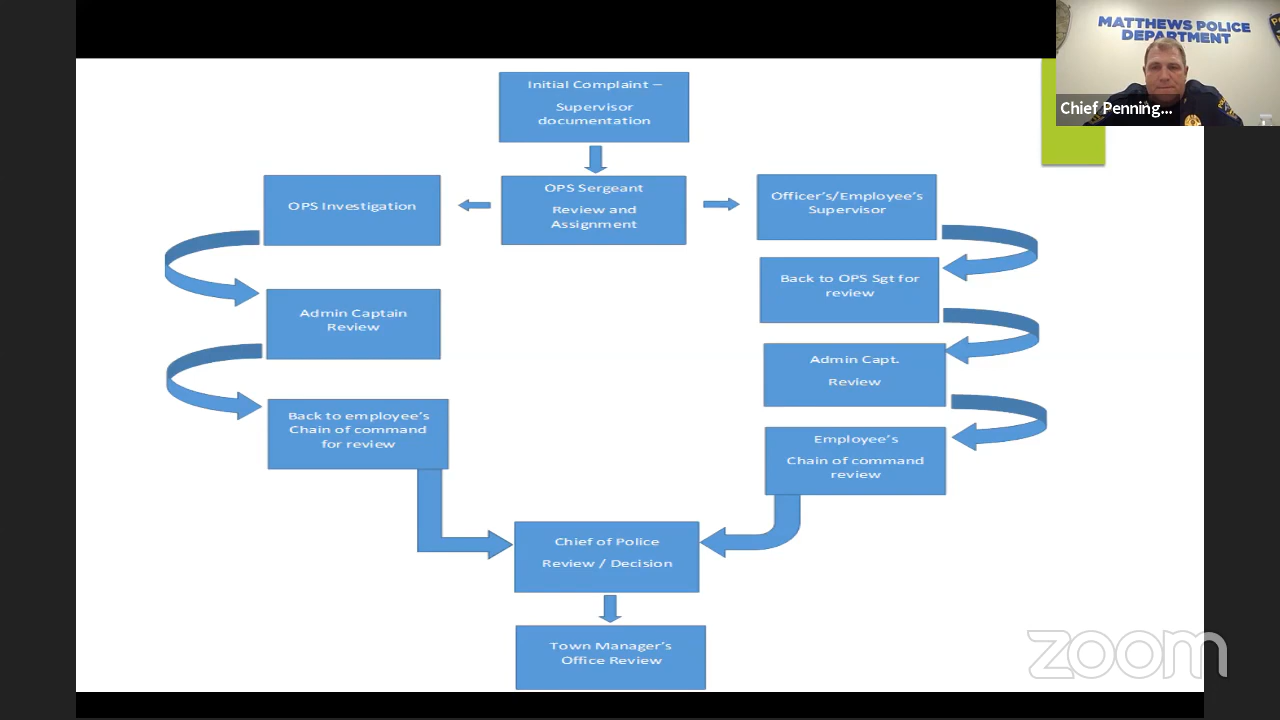 MATTHEWS POLICE
DEPARTMENT
Chief Penning...
Initial Complaint –
Supervisor
documentation
OPS Investigation
OPS Sergeant
Review and
Assignment
Officer's/Employee's
Supervisor
Back to OPS Sgt for
review
Admin Captain
Review
Admin Capt.
Review
Back to employee's
Chain of command
for review
Employee's
Chain of command
review
Chief of Police
Review / Decision
Town Manager's
Office Review
zoom